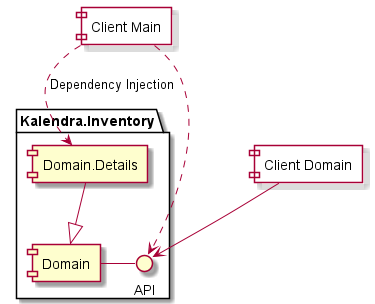 Client Main
Dependency Injection
Kalendra.Inventory
Domain.Details
Client Domain
Domain
API